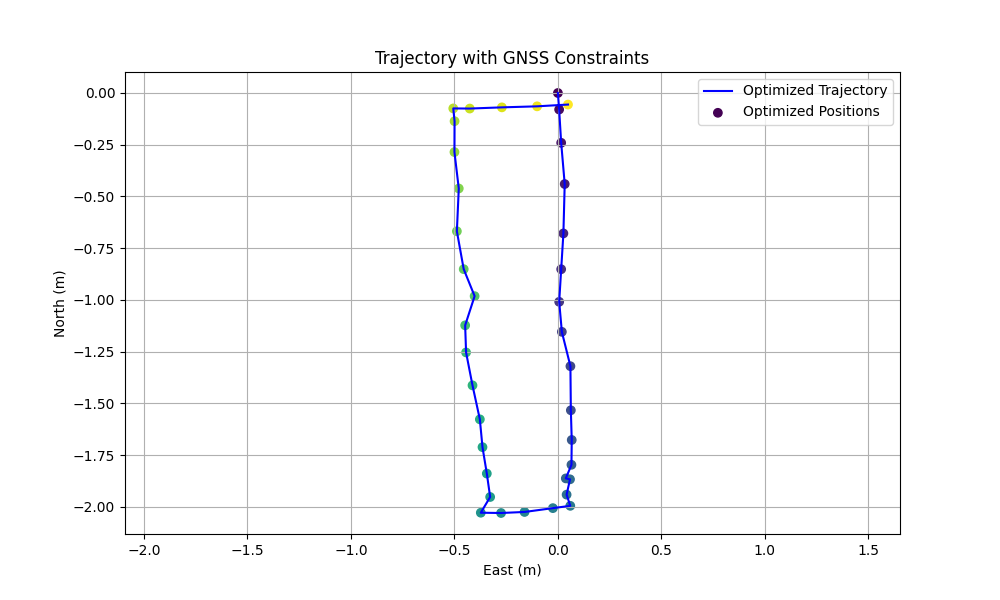 Trajectory with GNSS Constraints
Optimized Trajectory
Optimized Positions
North (m)
0.00
−0.25
−0.50
−0.75
−1.00
−1.25
−1.50
−1.75
−2.00
−2.0 −1.5 −1.0 −0.5 0.0 0.5 1.0 1.5
East (m)